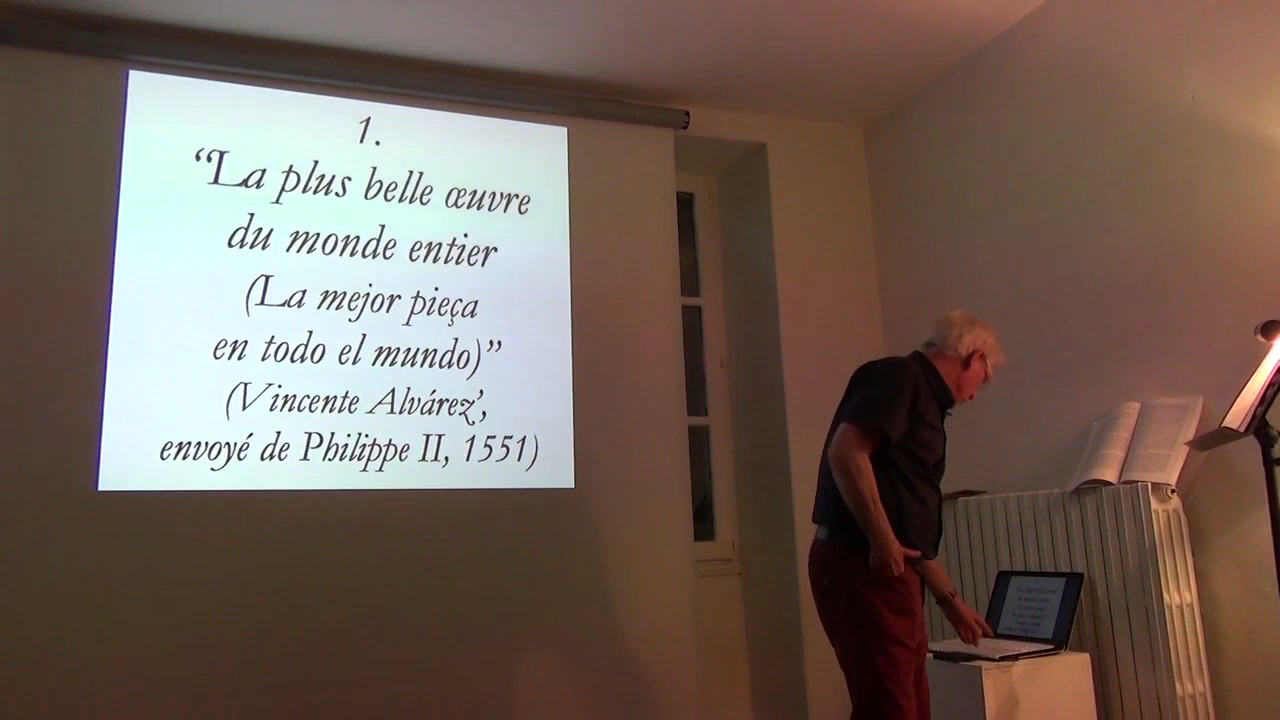 1.
“La plus belle œuvre
du monde entier
(La mejor pieça
en todo el mundo)”
(Vincente Alvárez’,
envoyé de Philippe II, 1551)